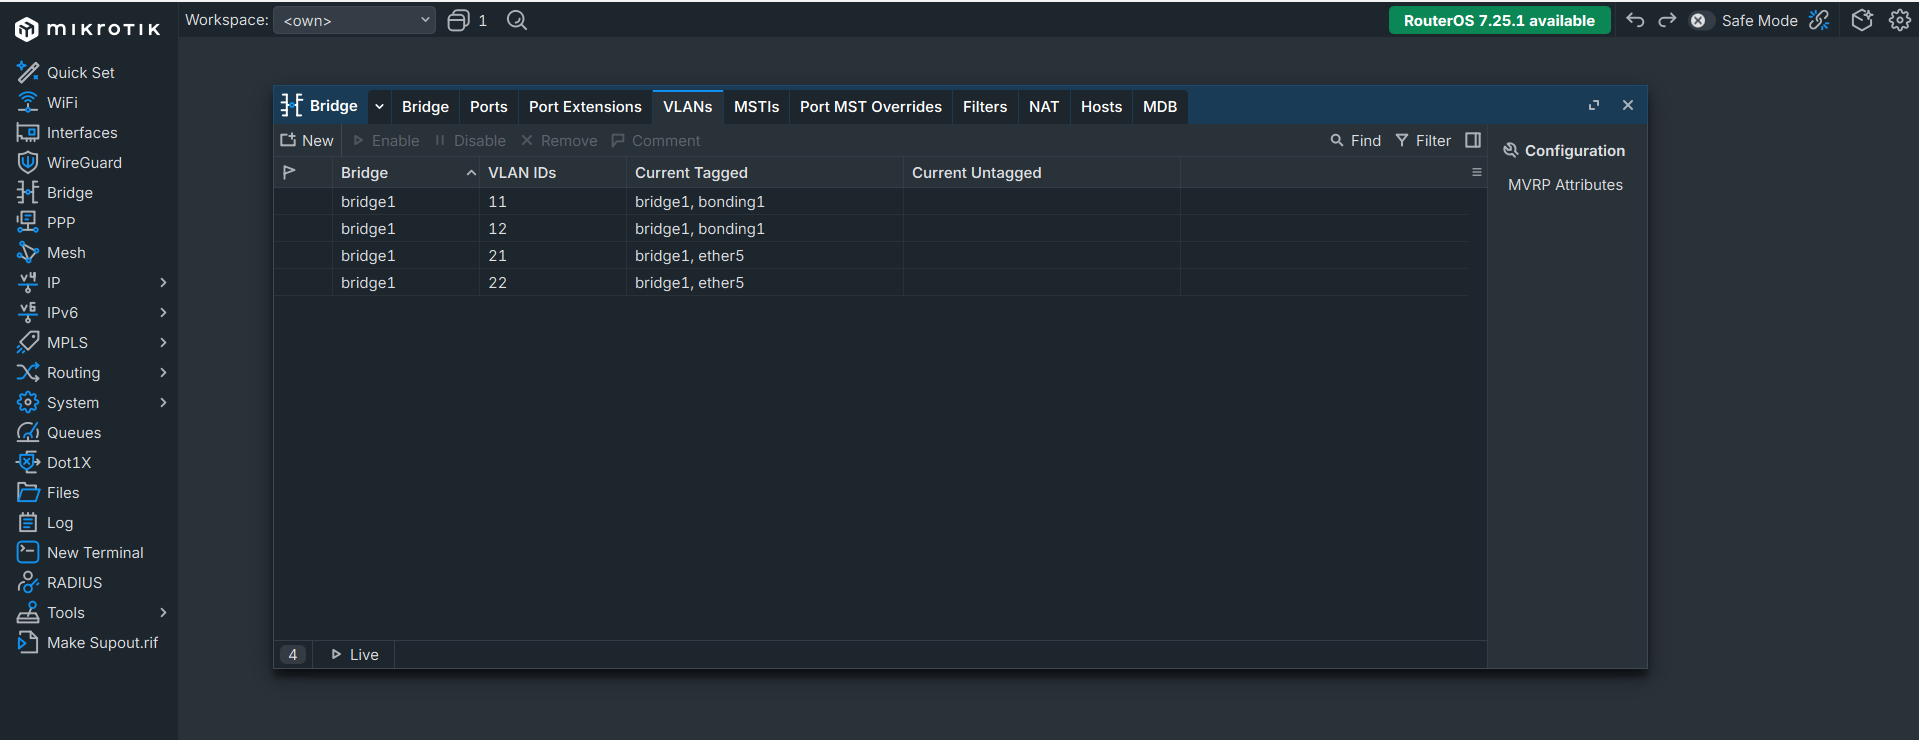 MIKROTIK
Workspace: <own> 1 RouterOS 7.25.1 available Safe Mode
Quick Set
WiFi
Interfaces
WireGuard
Bridge
PPP
Mesh
IP
IPv6
MPLS
Routing
System
Queues
Dot1X
Files
Log
New Terminal
RADIUS
Tools
Make Supout.rif
Bridge Bridge Ports Port Extensions VLANs MSTIs Port MST Overrides Filters NAT Hosts MDB
New Enable Disable Remove Comment Find Filter
Bridge VLAN IDs Current Tagged Current Untagged
bridge1 11 bridge1, bonding1
bridge1 12 bridge1, bonding1
bridge1 21 bridge1, ether5
bridge1 22 bridge1, ether5
4 Live
Configuration
MVRP Attributes